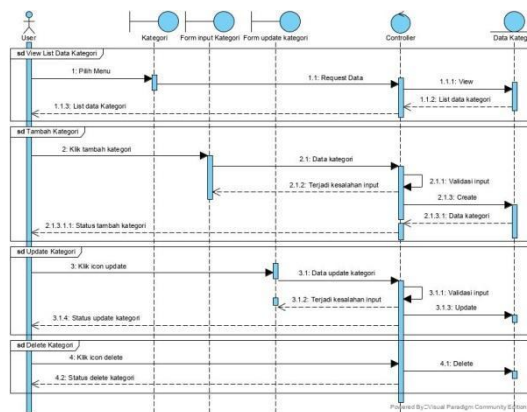 User
Kategori
Form input Kategori
Form update kategori
Controller
Data Kateg
sd View List Data Kategori
1: Pilih Menu
1.1: Request Data
1.1.1: View
1.1.2: List data Kategori
1.1.3: List data Kategori
sd Tambah Kategori
2: Klik tambah kategori
2.1: Data kategori
2.1.1: Validasi input
2.1.2: Terjadi kesalahan input
2.1.3: Create
2.1.3.1: Data kategori
2.1.3.1.1: Status tambah kategori
sd Update Kategori
3: Klik icon update
3.1: Data update kategori
3.1.1: Validasi input
3.1.2: Terjadi kesalahan input
3.1.3: Update
3.1.4: Status update kategori
sd Delete Kategori
4: Klik icon delete
4.1: Delete
4.2: Status delete kategori
Powered By Visual Paradigm Community Edition